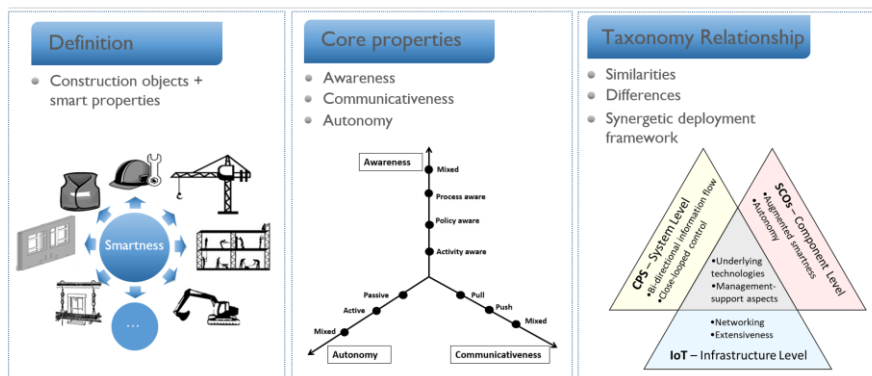 Definition
Construction objects +
smart properties
Smartness
...
Core properties
Awareness
Communicativeness
Autonomy
Awareness
Mixed
Process aware
Policy aware
Activity aware
Passive
Active
Mixed
Autonomy
Pull
Push
Mixed
Communicativeness
Taxonomy Relationship
Similarities
Differences
Synergetic deployment
framework
CPS – System Level
•Bi-directional information flow
•Close-looped control
SCOs – Component Level
•Augmented smartness
•Autonomy
•Underlying
technologies
•Management-
support aspects
•Networking
•Extensiveness
IoT – Infrastructure Level